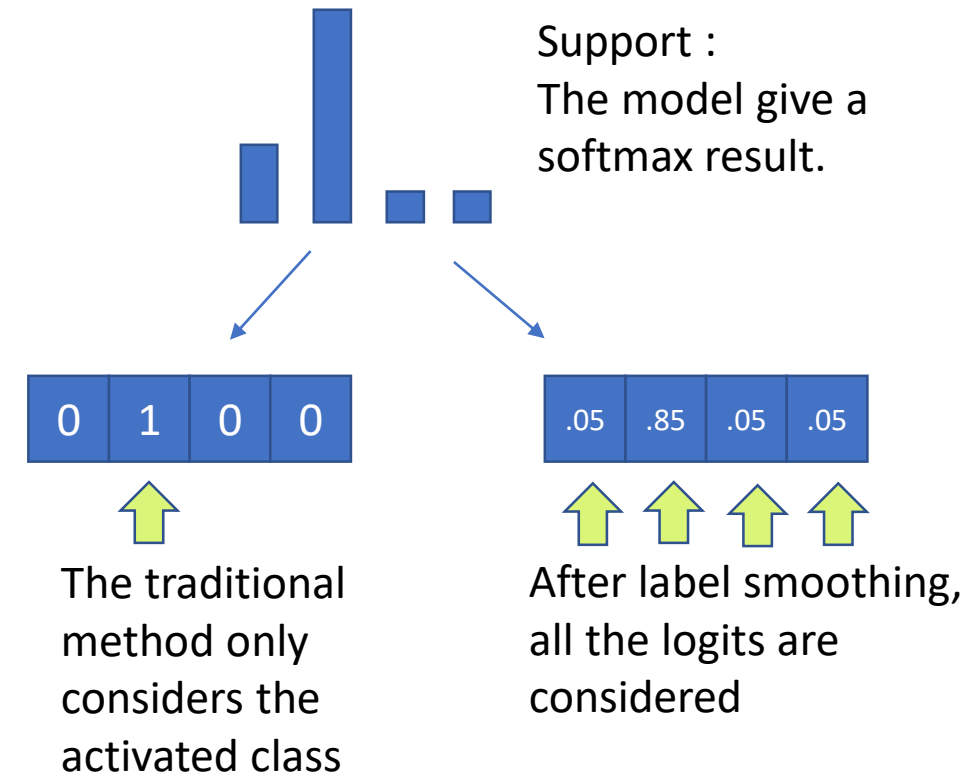 Support :
The model give a
softmax result.
0 1 0 0
.05 .85 .05 .05
The traditional
method only
considers the
activated class
After label smoothing,
all the logits are
considered